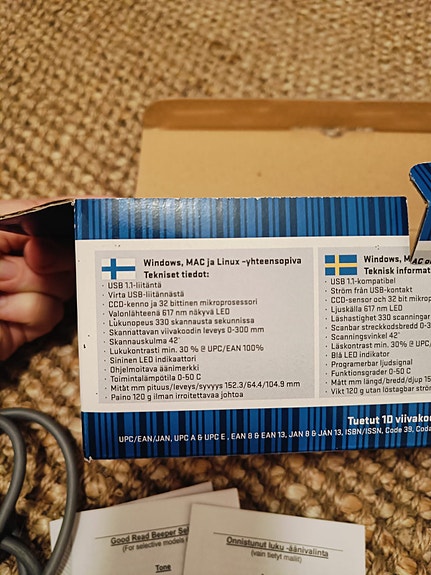 Windows, MAC ja Linux -yhteensopiva
Tekniset tiedot:
· USB 1.1-liitäntä
· Virta USB-liitännästä
· CCD-kenno ja 32 bittinen mikroprosessori
· Valonlähteenä 617 nm näkyvä LED
· Lukunopeus 330 skannausta sekunnissa
· Skannattavan viivakoodin leveys 0-300 mm
· Skannauskulma 42°
· Lukukontrasti min. 30 % @ UPC/EAN 100%
· Sininen LED indikaattori
· Ohjelmoitava äänimerkki
· Toimintalämpötila 0-50 C
· Mität mm pituus/leveys/syvyys 152.3/64.4/104.9 mm
· Paino 120 g ilman irroitettavaa johtoa
Windows, MAC
Teknisk informat
· USB 1.1-kompatibel
· Ström från USB-kontakt
· CCD-sensor och 32 bit mikrop
· Ljuskälla 617 nm LED
· Läshastighet 330 scanningar
· Scanbar streckkodsbredd 0-3
· Scanningsvinkel 42°
· Läskontrast min. 30% @ UPC
· Blå LED indikator
· Programerbar ljudsignal
· Funktionsgrader 0-50 C
· Mått mm längd/bredd/djup 15
· Vikt 120 g utan löstagbar strö
Tuetut 1D viivako
UPC/EAN/JAN, UPC A & UPC E , EAN 8 & EAN 13, JAN 8 & JAN 13, ISBN/ISSN, Code 39, Coda
Good Read Beeper Sel
(For selective models
Tone
Onnistunut luku -äänivalinta
(vain tietyt mallit)